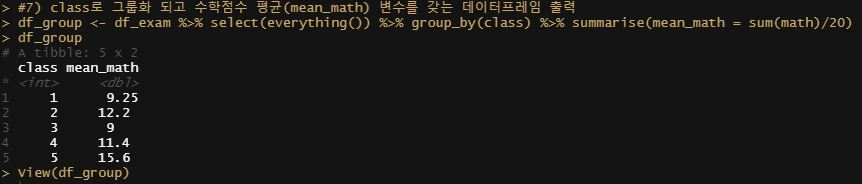 > #7) class로 그룹화 되고 수학점수 평균(mean_math) 변수를 갖는 데이터프레임 출력
> df_group <- df_exam %>% select(everything()) %>% group_by(class) %>% summarise(mean_math = sum(math)/20)
> df_group
# A tibble: 5 x 2
  class mean_math
* <int>     <dbl>
1     1      9.25
2     2     12.2
3     3      9
4     4     11.4
5     5     15.6
> view(df_group)